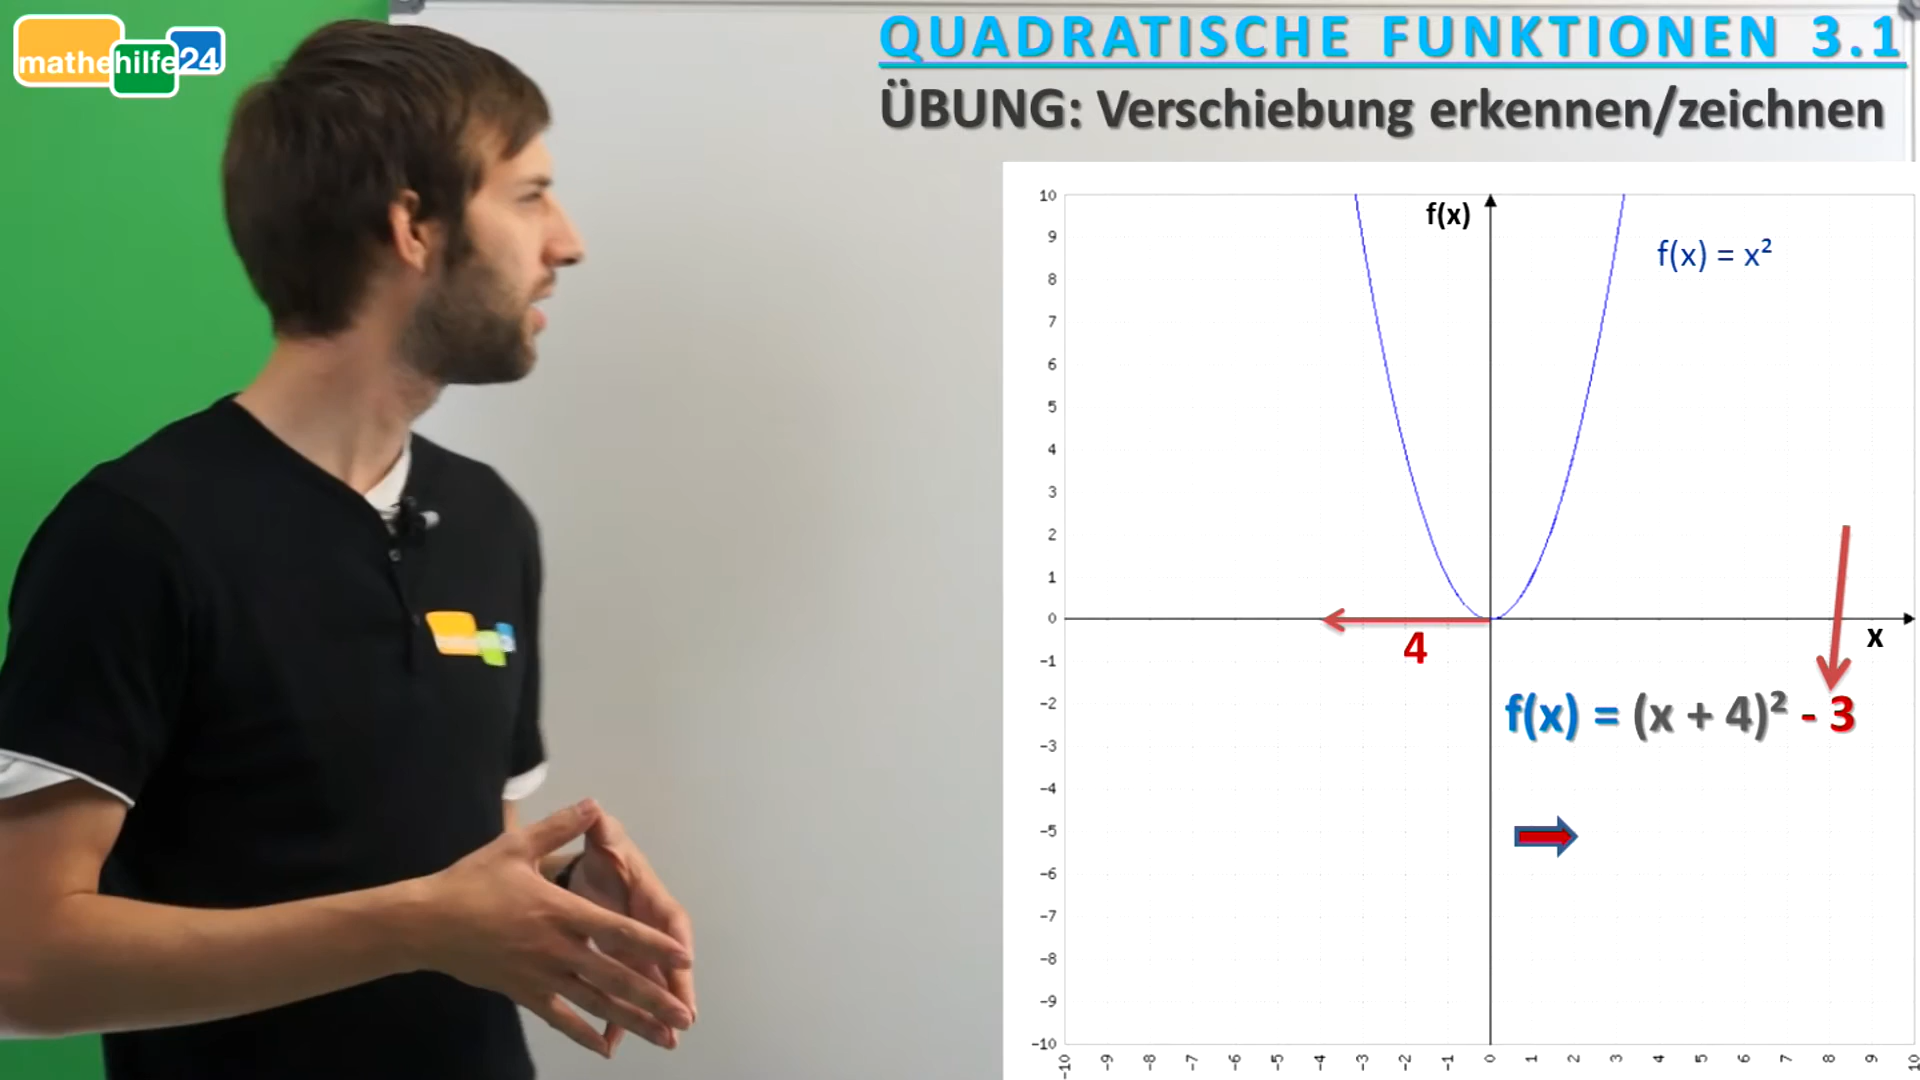 mathehilfe24
QUADRATISCHE FUNKTIONEN 3.1
ÜBUNG: Verschiebung erkennen/zeichnen
f(x)
f(x) = x²
10
9
8
7
6
5
4
3
2
1
0
-1
-2
-3
-4
-5
-6
-7
-8
-9
-10
4
x
f(x) = (x + 4)² - 3
-10 -9 -8 -7 -6 -5 -4 -3 -2 -1 0 1 2 3 4 5 6 7 8 9 10